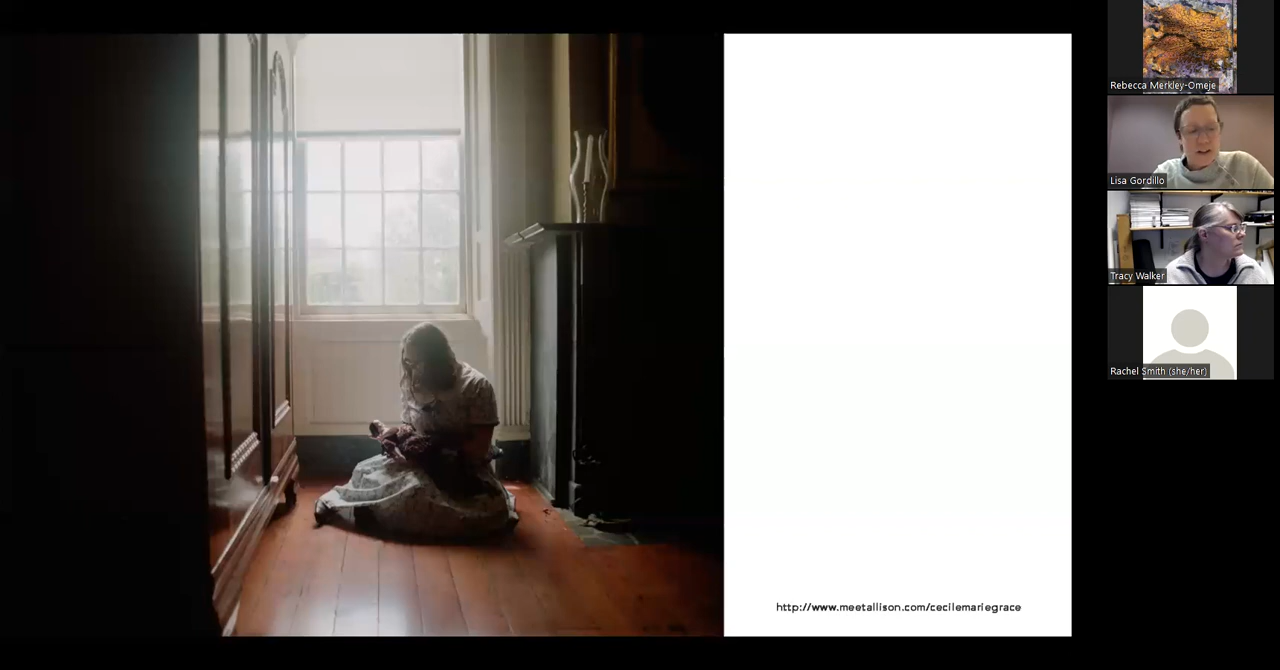 http://www.meetallison.com/cecilemariegrace
Rebecca Merkley-Omeje
Lisa Gordillo
Tracy Walker
Rachel Smith (she/her)